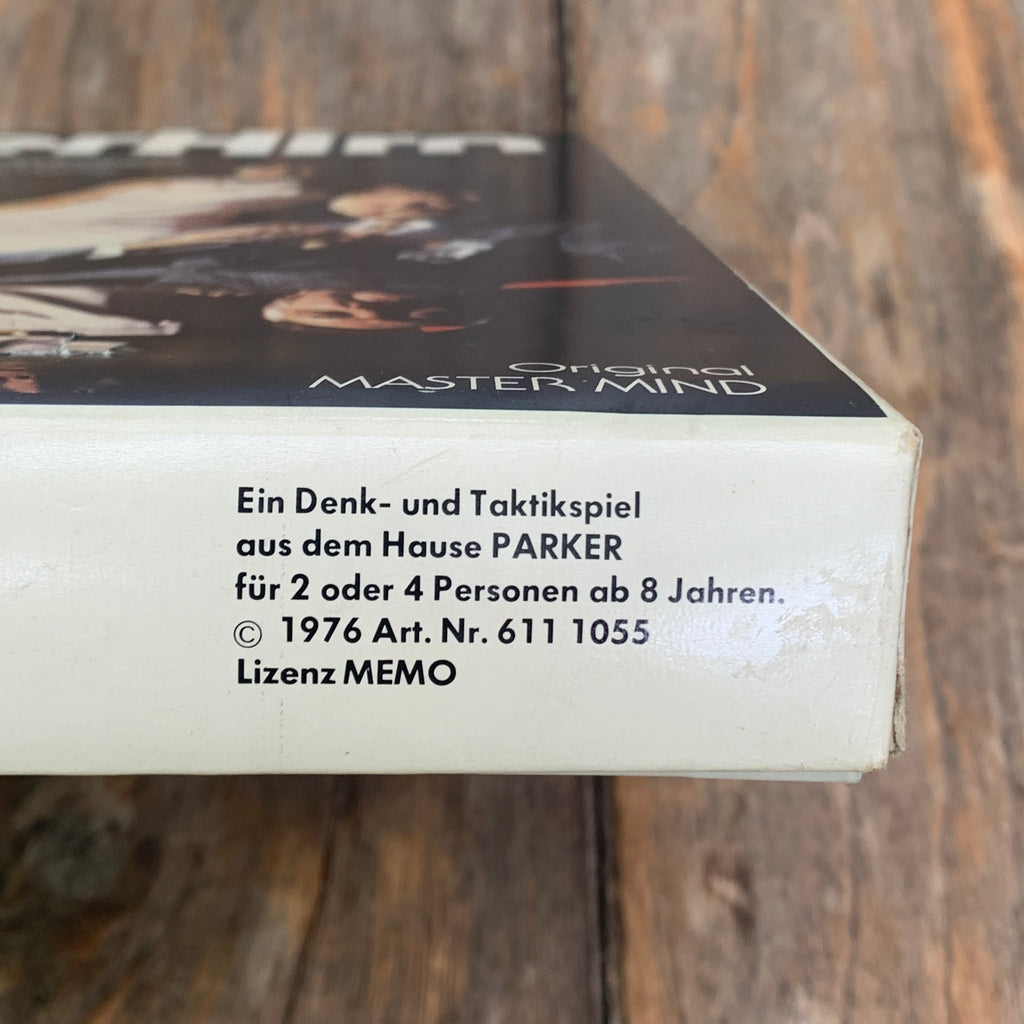 Original
MASTER MIND
Ein Denk- und Taktikspiel
aus dem Hause PARKER
für 2 oder 4 Personen ab 8 Jahren.
© 1976 Art. Nr. 611 1055
Lizenz MEMO